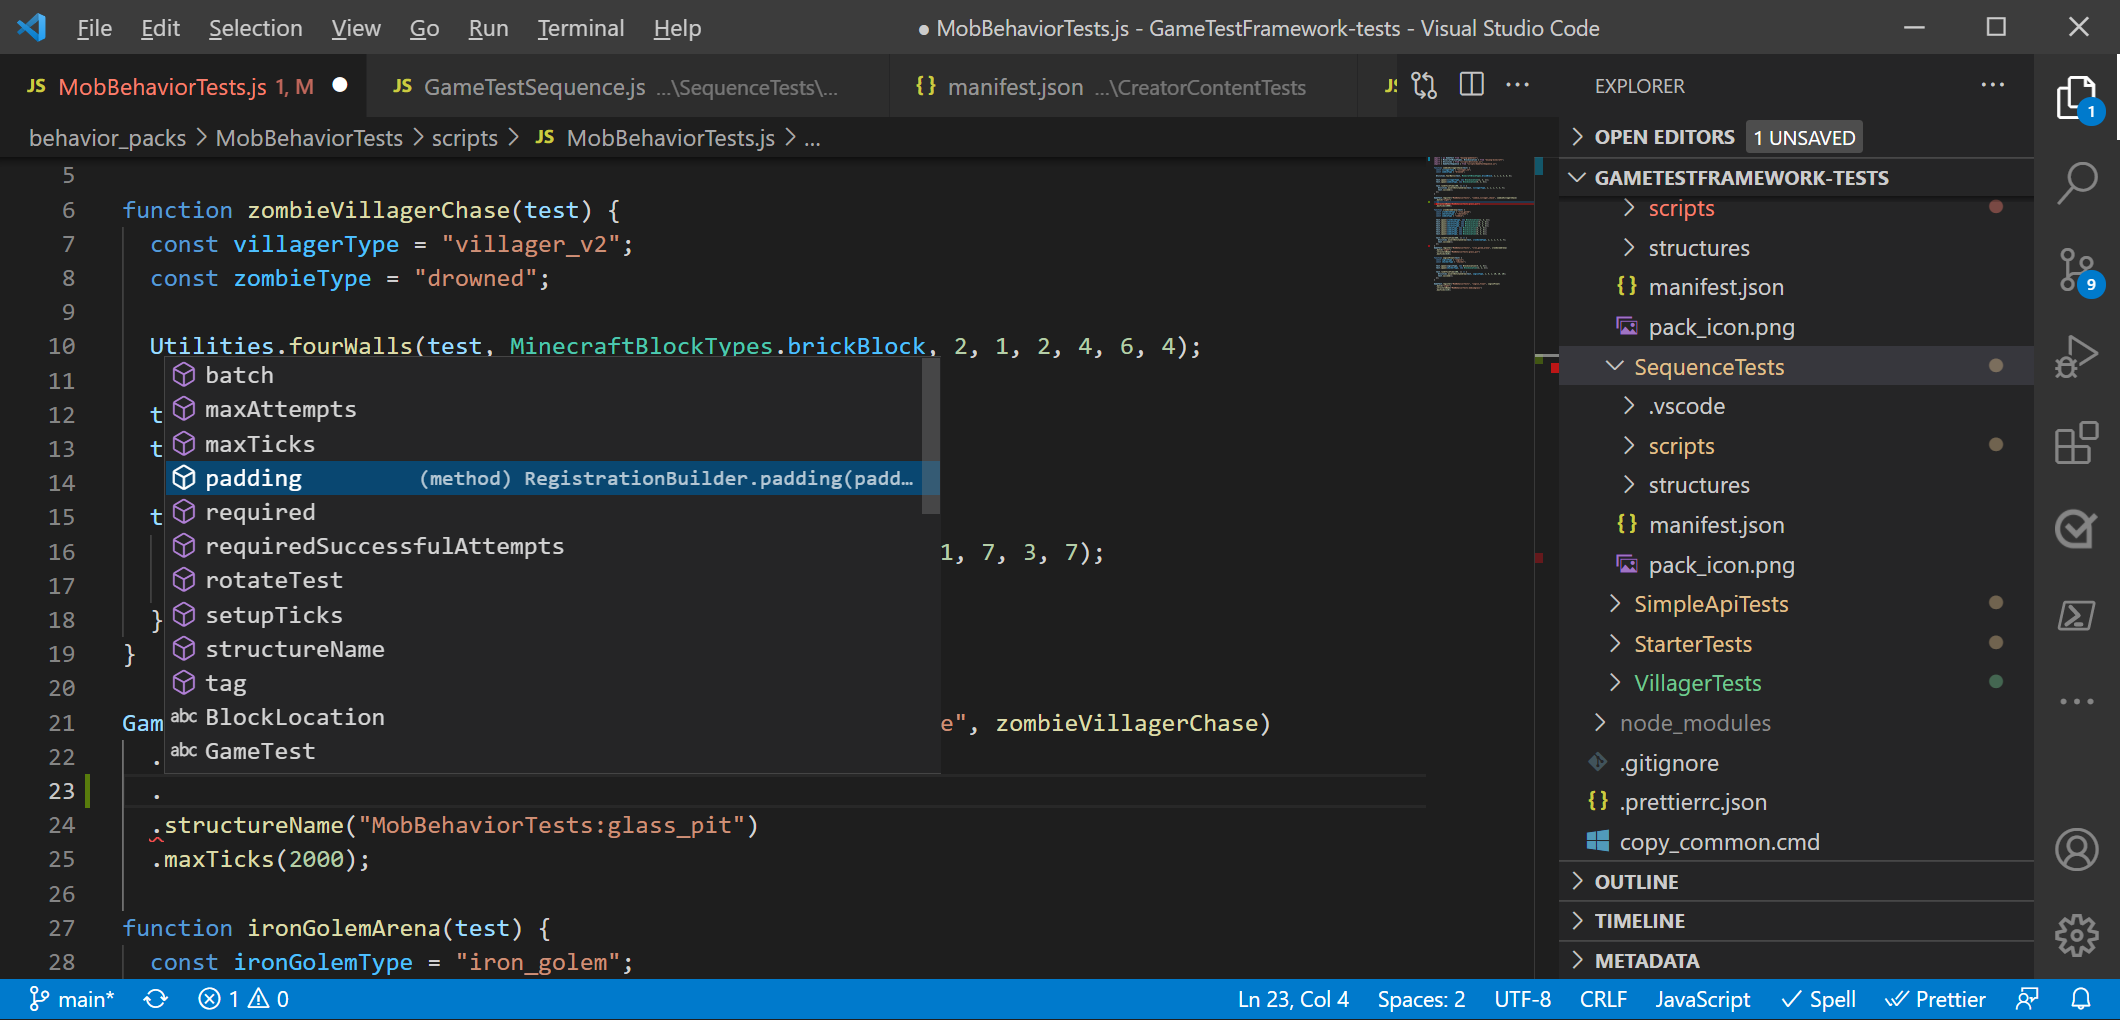 File Edit Selection View Go Run Terminal Help ● MobBehaviorTests.js - GameTestFramework-tests - Visual Studio Code
JS MobBehaviorTests.js 1, M ● JS GameTestSequence.js ...\SequenceTests\... {} manifest.json ...\CreatorContentTests JS
behavior_packs > MobBehaviorTests > scripts > JS MobBehaviorTests.js > ...
5
6 function zombieVillagerChase(test) {
7 const villagerType = "villager_v2";
8 const zombieType = "drowned";
9
10 Utilities.fourWalls(test, MinecraftBlockTypes.brickBlock, 2, 1, 2, 4, 6, 4);
11
12 t
13 t
14
15 t
16 1, 7, 3, 7);
17
18 }
19 }
20
21 Gam e", zombieVillagerChase)
22 .
23 .
24 .structureName("MobBehaviorTests:glass_pit")
25 .maxTicks(2000);
26
27 function ironGolemArena(test) {
28 const ironGolemType = "iron_golem";
batch
maxAttempts
maxTicks
padding (method) RegistrationBuilder.padding(padd...
required
requiredSuccessfulAttempts
rotateTest
setupTicks
structureName
tag
abc BlockLocation
abc GameTest
EXPLORER
OPEN EDITORS 1 UNSAVED
GAMETESTFRAMEWORK-TESTS
scripts
structures
{} manifest.json
pack_icon.png
SequenceTests
.vscode
scripts
structures
{} manifest.json
pack_icon.png
SimpleApiTests
StarterTests
VillagerTests
node_modules
.gitignore
{} .prettierrc.json
copy_common.cmd
OUTLINE
TIMELINE
METADATA
1
9
main* 1 0 Ln 23, Col 4 Spaces: 2 UTF-8 CRLF JavaScript Spell Prettier